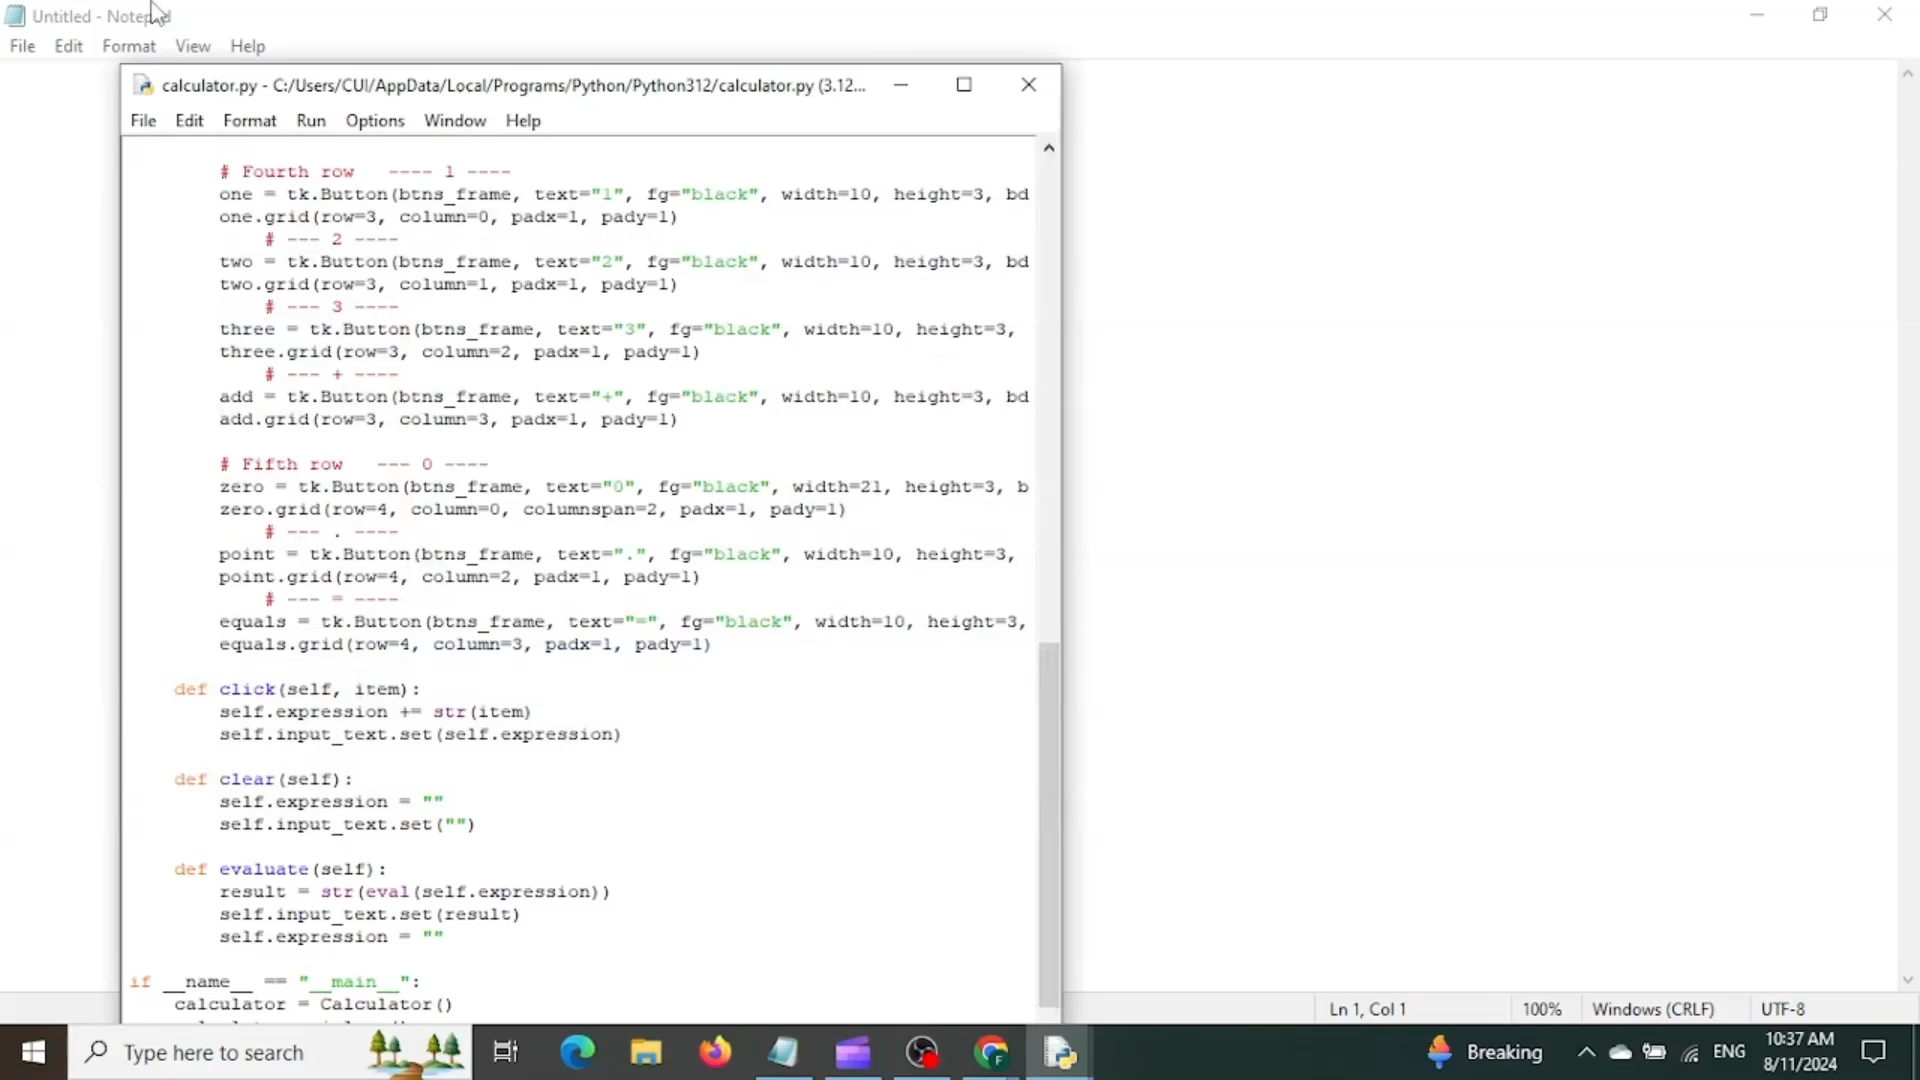 Untitled - Notepad
File Edit Format View Help
calculator.py - C:/Users/CUI/AppData/Local/Programs/Python/Python312/calculator.py (3.12...
File Edit Format Run Options Window Help
# Fourth row ---- 1 ----
one = tk.Button(btns_frame, text="1", fg="black", width=10, height=3, bd
one.grid(row=3, column=0, padx=1, pady=1)
# --- 2 ----
two = tk.Button(btns_frame, text="2", fg="black", width=10, height=3, bd
two.grid(row=3, column=1, padx=1, pady=1)
# --- 3 ----
three = tk.Button(btns_frame, text="3", fg="black", width=10, height=3,
three.grid(row=3, column=2, padx=1, pady=1)
# --- + ----
add = tk.Button(btns_frame, text="+", fg="black", width=10, height=3, bd
add.grid(row=3, column=3, padx=1, pady=1)
# Fifth row --- 0 ----
zero = tk.Button(btns_frame, text="0", fg="black", width=21, height=3, b
zero.grid(row=4, column=0, columnspan=2, padx=1, pady=1)
# --- . ----
point = tk.Button(btns_frame, text=".", fg="black", width=10, height=3,
point.grid(row=4, column=2, padx=1, pady=1)
# --- = ----
equals = tk.Button(btns_frame, text="=", fg="black", width=10, height=3,
equals.grid(row=4, column=3, padx=1, pady=1)
def click(self, item):
self.expression += str(item)
self.input_text.set(self.expression)
def clear(self):
self.expression = ""
self.input_text.set("")
def evaluate(self):
result = str(eval(self.expression))
self.input_text.set(result)
self.expression = ""
if __name__ == "__main__":
calculator = Calculator()
Ln 1, Col 1 100% Windows (CRLF) UTF-8
Type here to search
Breaking
ENG
10:37 AM
8/11/2024